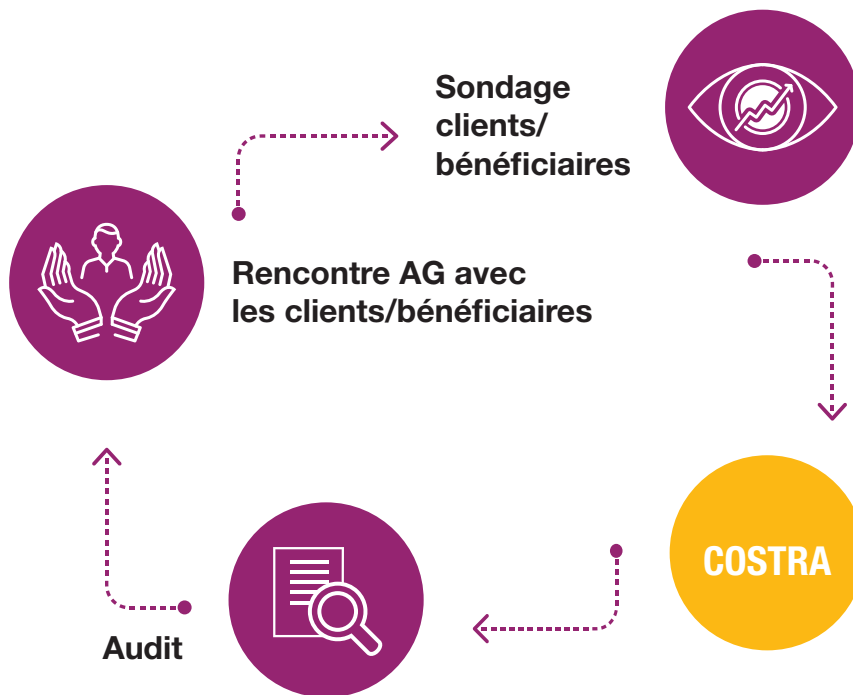 Sondage
clients/
bénéficiaires
Rencontre AG avec
les clients/bénéficiaires
COSTRA
Audit